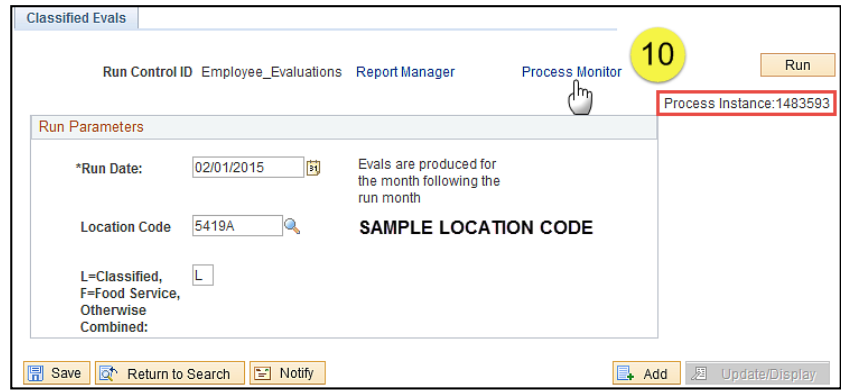 Classified Evals
Run Control ID Employee_Evaluations Report Manager Process Monitor 10 Run
Process Instance:1483593
Run Parameters
*Run Date: 02/01/2015 31 Evals are produced for
the month following the
run month
Location Code 5419A SAMPLE LOCATION CODE
L=Classified, L
F=Food Service,
Otherwise
Combined:
Save Return to Search Notify Add Update/Display